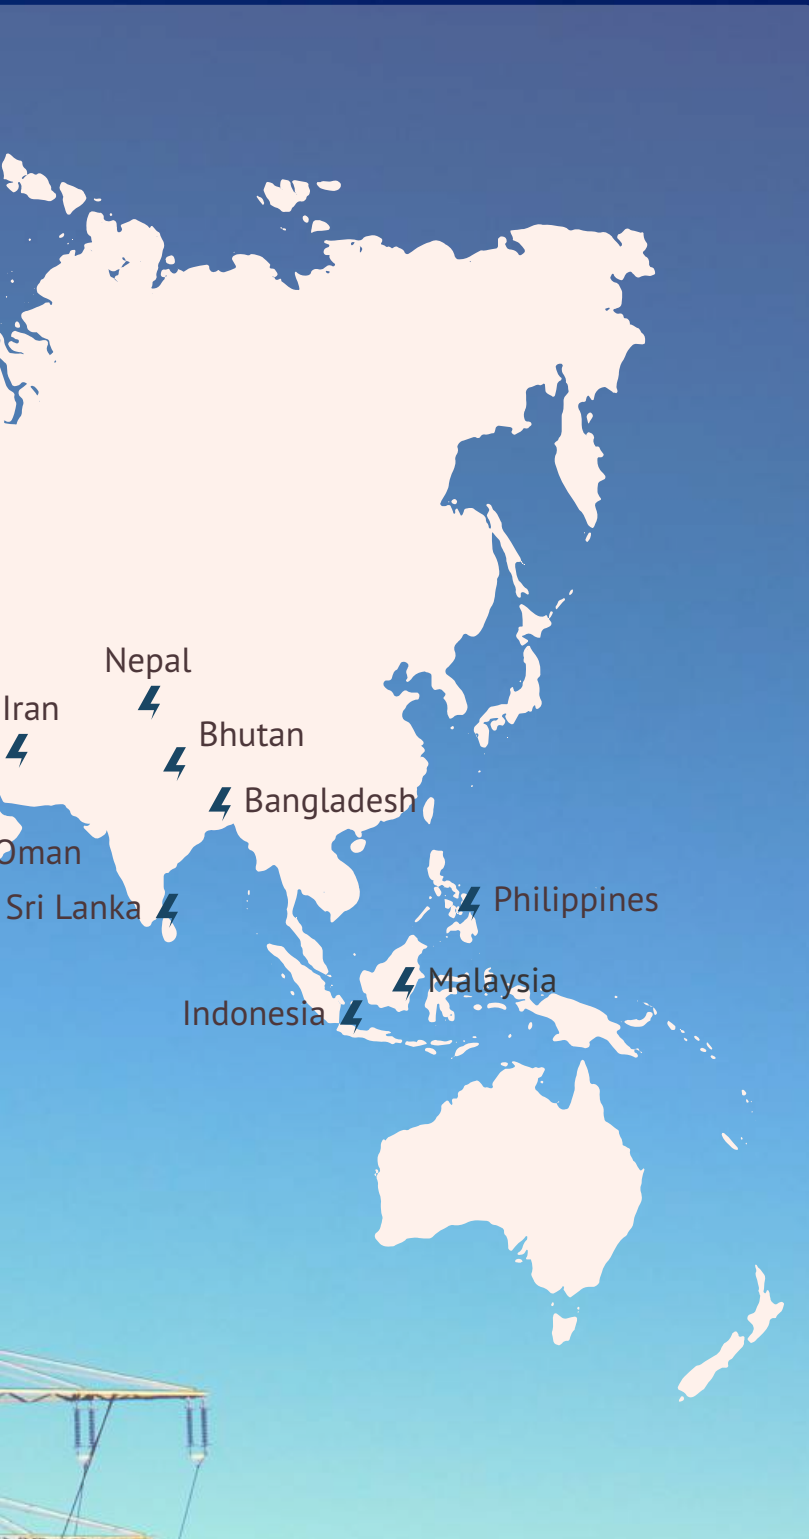 Nepal
Iran
Bhutan
Bangladesh
Oman
Philippines
Sri Lanka
Malaysia
Indonesia